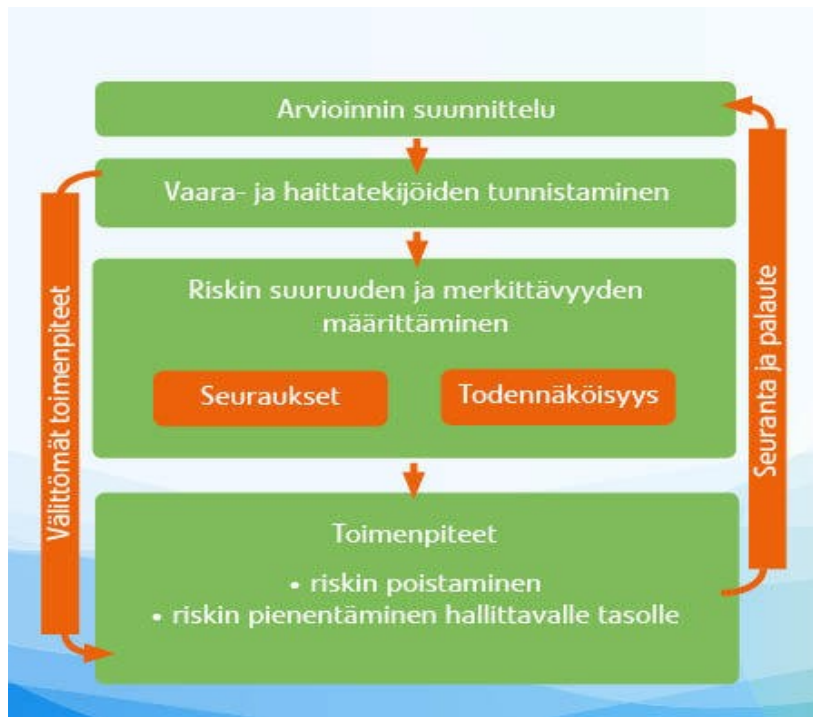 Arvioinnin suunnittelu
Vaara- ja haittatekijöiden tunnistaminen
Riskin suuruuden ja merkittävyyden
määrittäminen
Seuraukset
Todennäköisyys
Toimenpiteet
• riskin poistaminen
• riskin pienentäminen hallittavalle tasolle
Välittömät toimenpiteet
Seuranta ja palaute